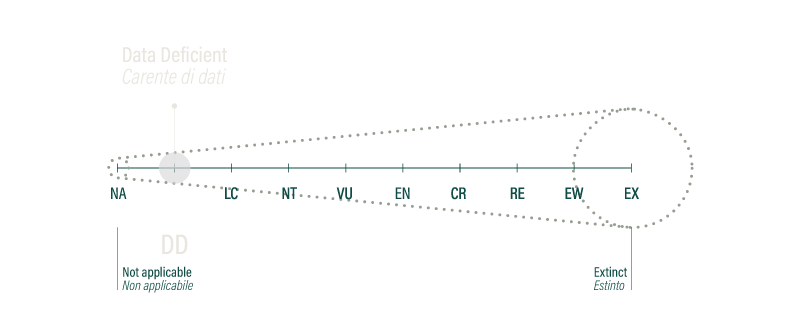 Data Deficient
Carente di dati
NA LC NT VU EN CR RE EW EX
DD
Not applicable
Non applicabile
Extinct
Estinto